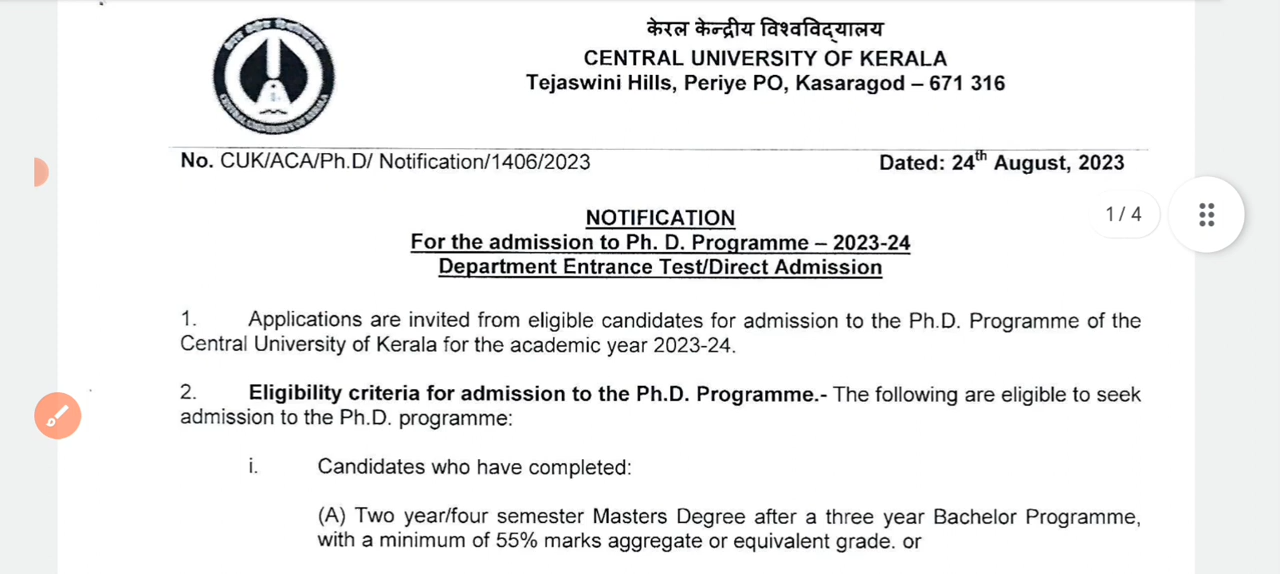 केरल केन्द्रीय विश्वविद्यालय
CENTRAL UNIVERSITY OF KERALA
Tejaswini Hills, Periye PO, Kasaragod – 671 316
CENTRAL UNIVERSITY OF KERALA
No. CUK/ACA/Ph.D/ Notification/1406/2023 Dated: 24th August, 2023
1 / 4
NOTIFICATION
For the admission to Ph. D. Programme – 2023-24
Department Entrance Test/Direct Admission
1. Applications are invited from eligible candidates for admission to the Ph.D. Programme of the
Central University of Kerala for the academic year 2023-24.
2. Eligibility criteria for admission to the Ph.D. Programme.- The following are eligible to seek
admission to the Ph.D. programme:
i. Candidates who have completed:
(A) Two year/four semester Masters Degree after a three year Bachelor Programme,
with a minimum of 55% marks aggregate or equivalent grade. or